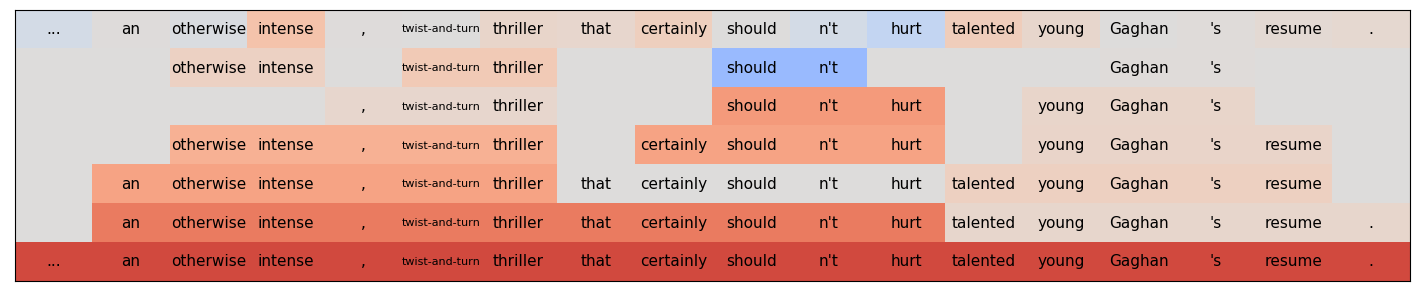 ... an otherwise intense , twist-and-turn thriller that certainly should n't hurt talented young Gaghan 's resume .
otherwise intense twist-and-turn thriller should n't Gaghan 's
, twist-and-turn thriller should n't hurt young Gaghan 's
otherwise intense , twist-and-turn thriller certainly should n't hurt young Gaghan 's resume
an otherwise intense , twist-and-turn thriller that certainly should n't hurt talented young Gaghan 's resume
an otherwise intense , twist-and-turn thriller that certainly should n't hurt talented young Gaghan 's resume .
... an otherwise intense , twist-and-turn thriller that certainly should n't hurt talented young Gaghan 's resume .